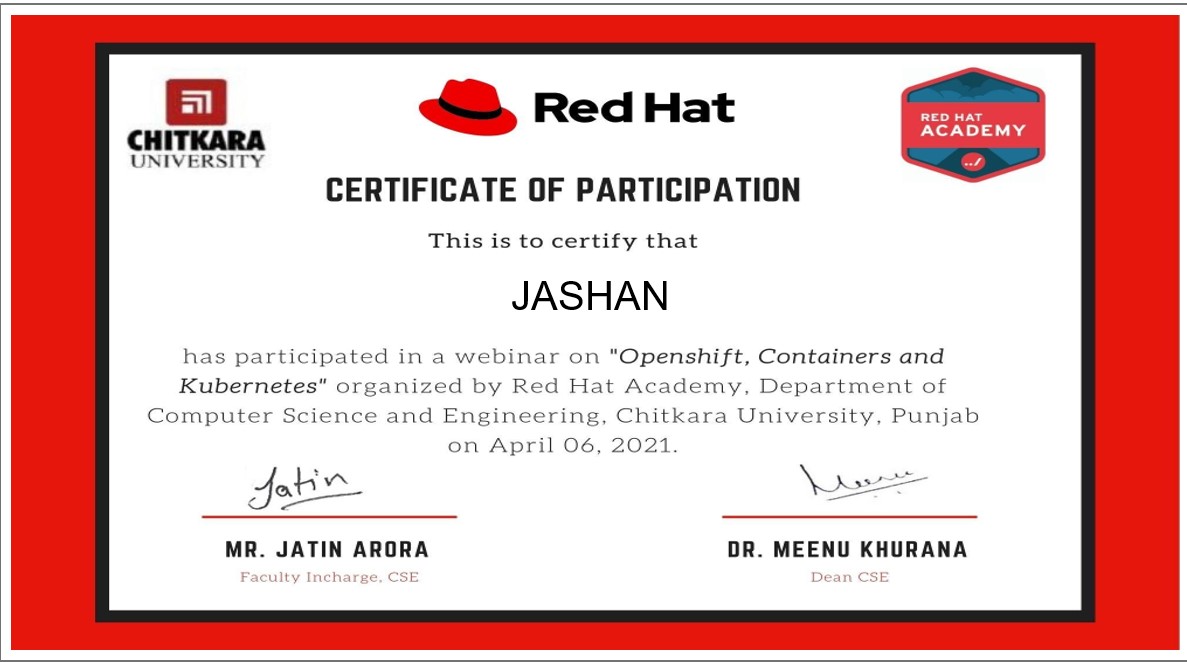 CHITKARA
UNIVERSITY
Red Hat
RED HAT
ACADEMY
../
CERTIFICATE OF PARTICIPATION
This is to certify that
JASHAN
has participated in a webinar on "Openshift, Containers and
Kubernetes" organized by Red Hat Academy, Department of
Computer Science and Engineering, Chitkara University, Punjab
on April 06, 2021.
Jatin
Meenu
MR. JATIN ARORA
DR. MEENU KHURANA
Faculty Incharge, CSE
Dean CSE